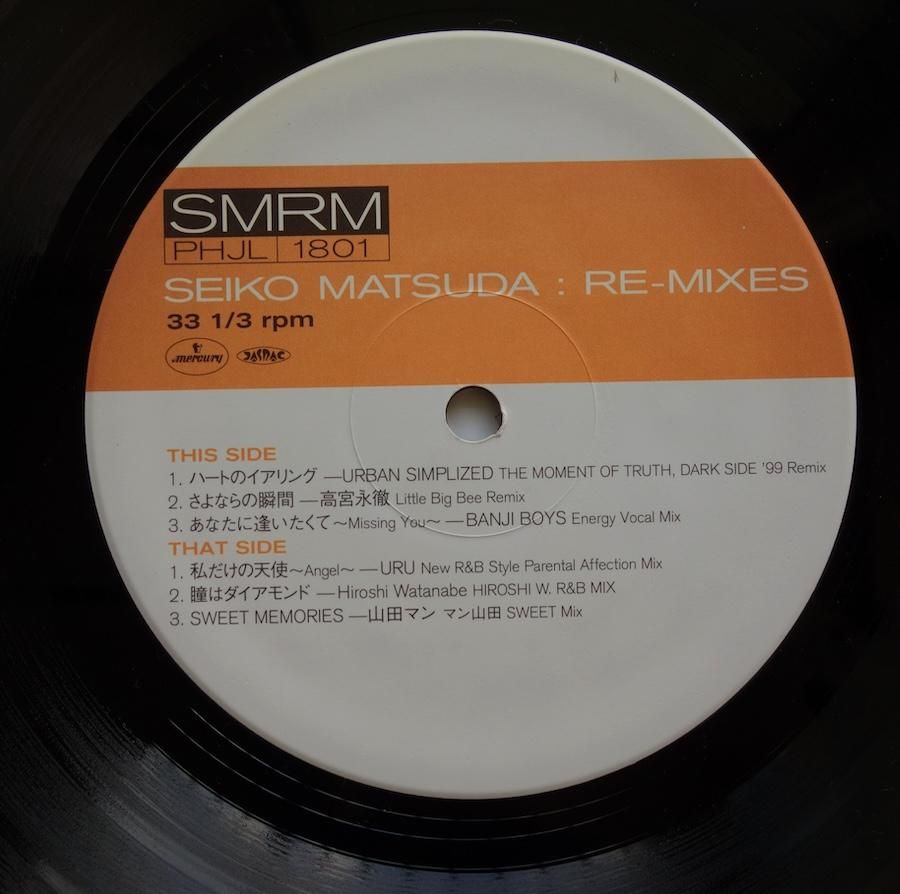 SMRM
PHJL 1801
SEIKO MATSUDA : RE-MIXES
33 1/3 rpm
mercury JASRAC
THIS SIDE
1. ハートのイアリング —URBAN SIMPLIZED THE MOMENT OF TRUTH, DARK SIDE '99 Remix
2. さよならの瞬間 —高宮永徹 Little Big Bee Remix
3. あなたに逢いたくて～Missing You～ —BANJI BOYS Energy Vocal Mix
THAT SIDE
1. 私だけの天使～Angel～ —URU New R&B Style Parental Affection Mix
2. 瞳はダイアモンド —Hiroshi Watanabe HIROSHI W. R&B MIX
3. SWEET MEMORIES —山田マン マン山田 SWEET Mix